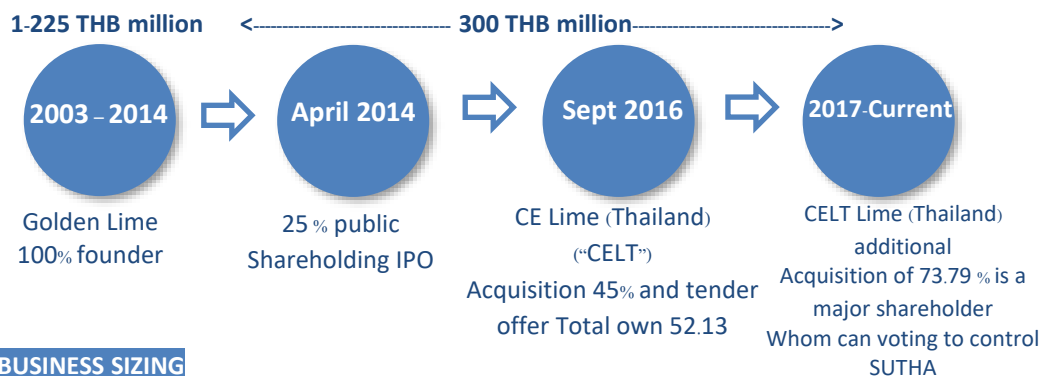 1-225 THB million <--------------------------------- 300 THB million--------------------------------->
2003 – 2014
April 2014
Sept 2016
2017-Current
Golden Lime
100% founder
25 % public
Shareholding IPO
CE Lime (Thailand)
(“CELT”)
Acquisition 45% and tender
offer Total own 52.13
CELT Lime (Thailand)
additional
Acquisition of 73.79 % is a
major shareholder
Whom can voting to control
SUTHA
BUSINESS SIZING